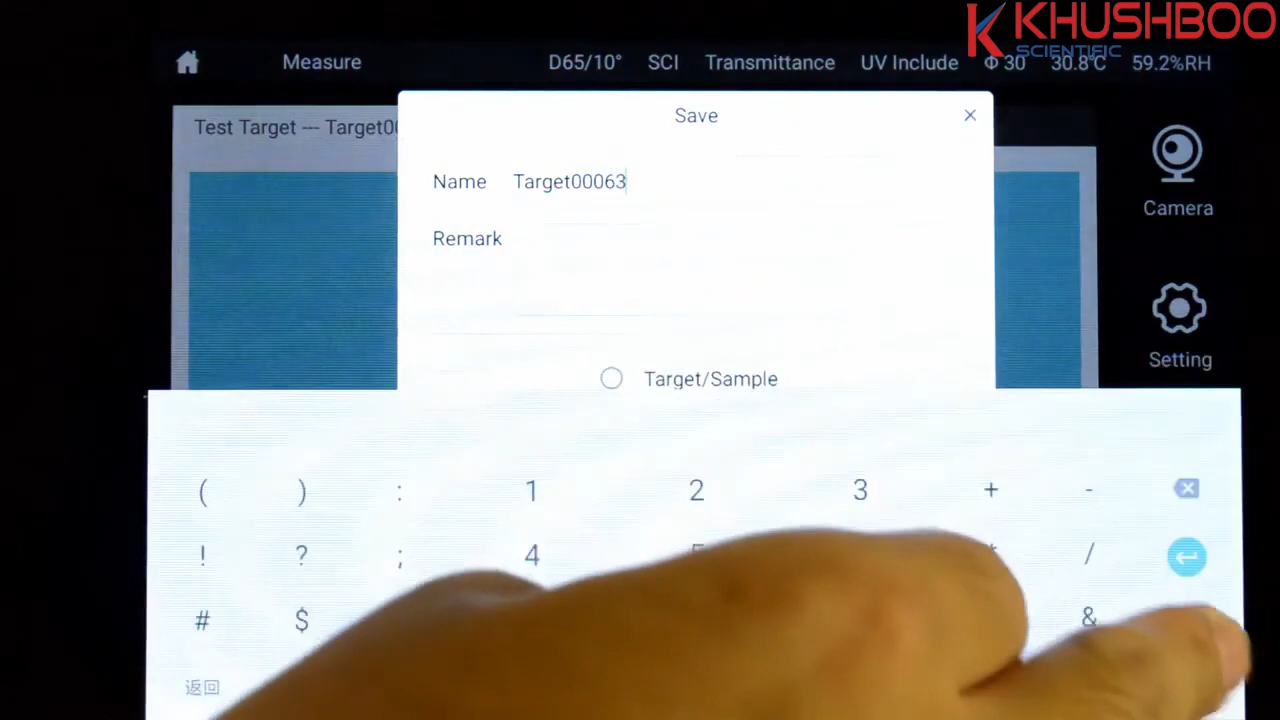 KHUSHBOO
SCIENTIFIC
Measure D65/10° SCI Transmittance UV Include Φ 30 30.8°C 59.2%RH
Save
Test Target --- Target00
Name Target00063
Camera
Remark
Setting
Target/Sample
( ) : 1 2 3 + -
! ? ; 4 /
# $ &
返回